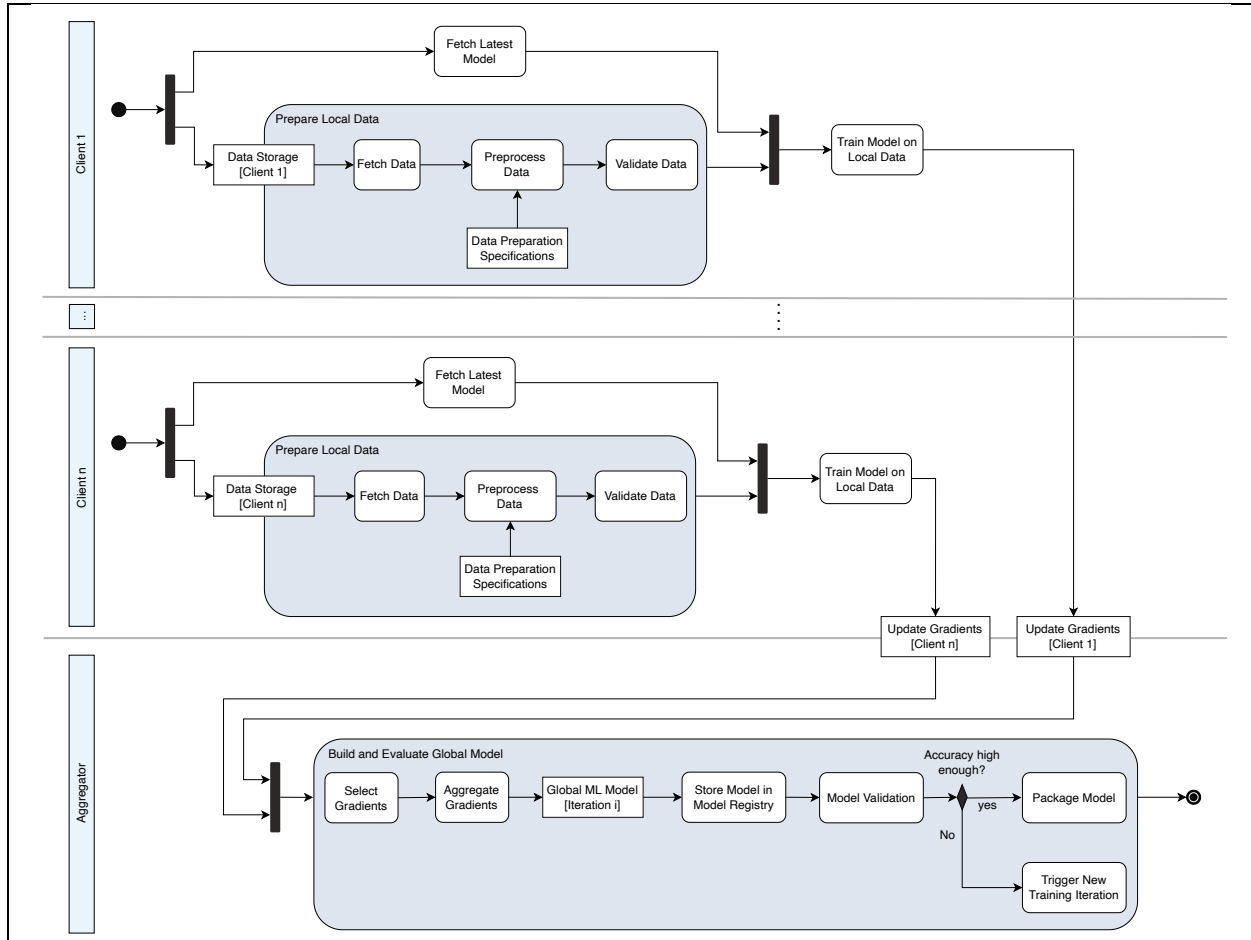 Client 1
Fetch Latest
Model
Prepare Local Data
Data Storage
[Client 1]
Fetch Data
Preprocess
Data
Validate Data
Data Preparation
Specifications
Train Model on
Local Data
...
Client n
Fetch Latest
Model
Prepare Local Data
Data Storage
[Client n]
Fetch Data
Preprocess
Data
Validate Data
Data Preparation
Specifications
Train Model on
Local Data
Update Gradients
[Client n]
Update Gradients
[Client 1]
Aggregator
Build and Evaluate Global Model
Select
Gradients
Aggregate
Gradients
Global ML Model
[Iteration i]
Store Model in
Model Registry
Model Validation
Accuracy high
enough?
yes
No
Package Model
Trigger New
Training Iteration